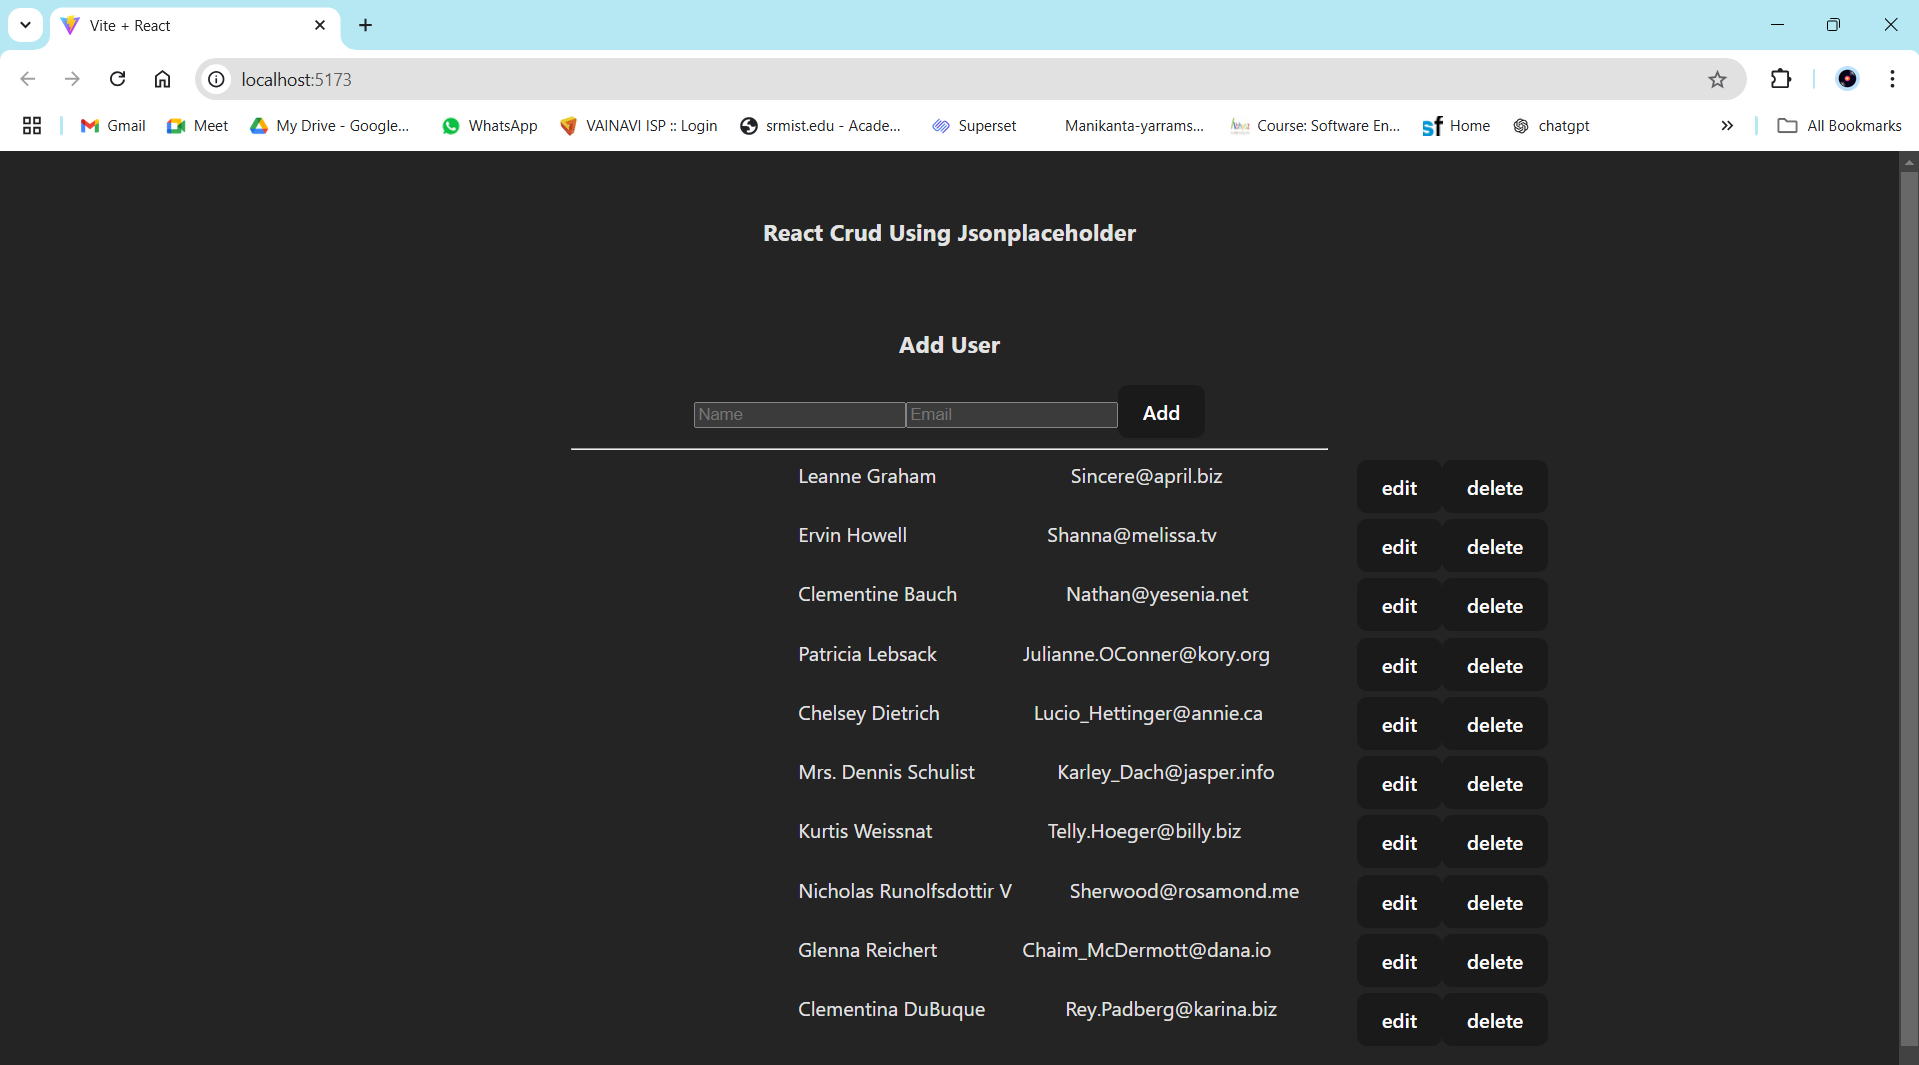 Vite + React
localhost:5173
Gmail Meet My Drive - Google... WhatsApp VAINAVI ISP :: Login srmist.edu - Acade... Superset Manikanta-yarrams... Course: Software En... sf Home chatgpt » All Bookmarks
React Crud Using Jsonplaceholder
Add User
Name Email Add
Leanne Graham Sincere@april.biz edit delete
Ervin Howell Shanna@melissa.tv edit delete
Clementine Bauch Nathan@yesenia.net edit delete
Patricia Lebsack Julianne.OConner@kory.org edit delete
Chelsey Dietrich Lucio_Hettinger@annie.ca edit delete
Mrs. Dennis Schulist Karley_Dach@jasper.info edit delete
Kurtis Weissnat Telly.Hoeger@billy.biz edit delete
Nicholas Runolfsdottir V Sherwood@rosamond.me edit delete
Glenna Reichert Chaim_McDermott@dana.io edit delete
Clementina DuBuque Rey.Padberg@karina.biz edit delete